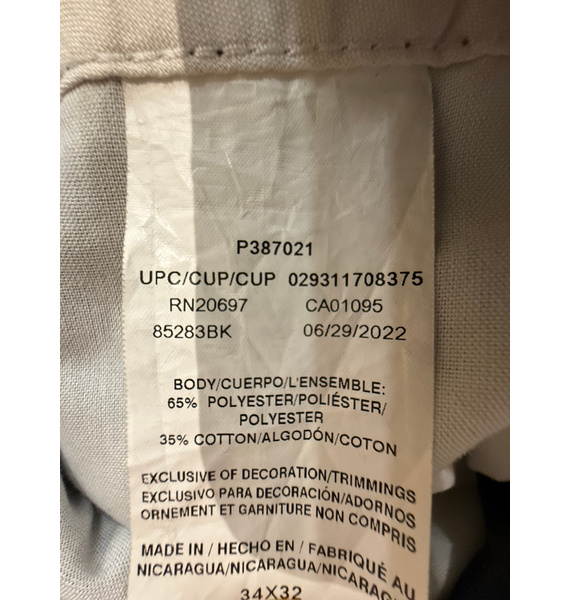 P387021
UPC/CUP/CUP 029311708375
RN20697 CA01095
85283BK 06/29/2022
BODY/CUERPO/L'ENSEMBLE:
65% POLYESTER/POLIÉSTER/
POLYESTER
35% COTTON/ALGODÓN/COTON
EXCLUSIVE OF DECORATION/TRIMMINGS
EXCLUSIVO PARA DECORACIÓN/ADORNOS
ORNEMENT ET GARNITURE NON COMPRIS
MADE IN / HECHO EN / FABRIQUÉ AU
NICARAGUA/NICARAGUA/NICARAG
34X32